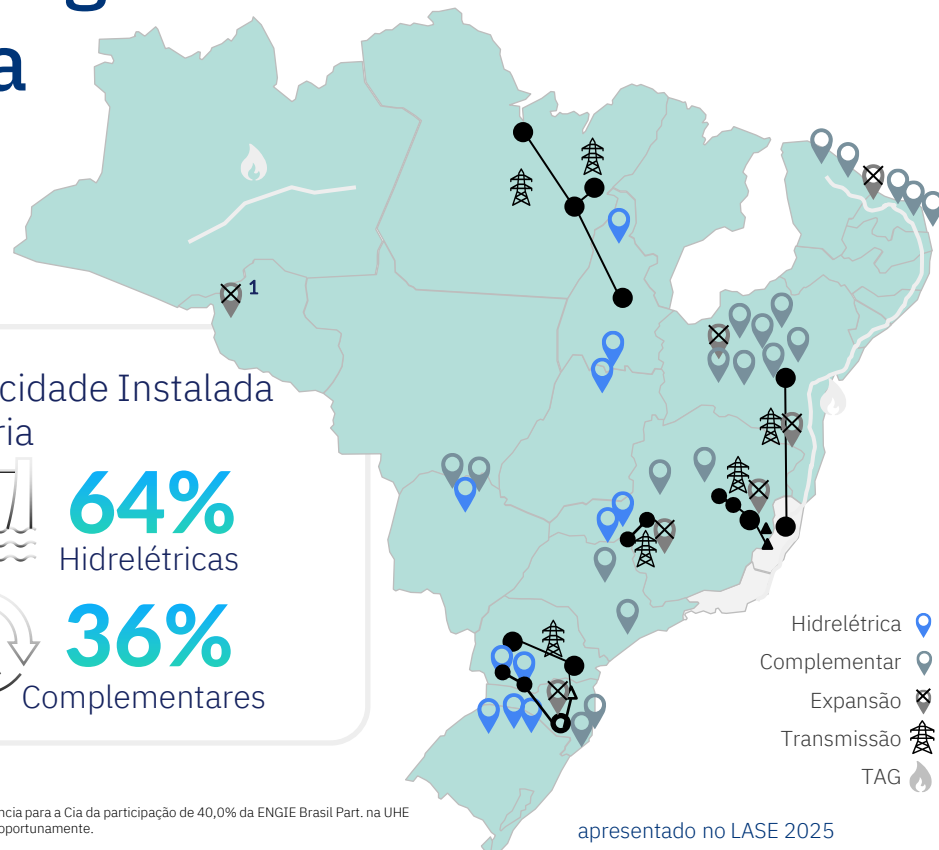 g
a
1
cidade Instalada
ria
64%
Hidrelétricas
36%
Complementares
Hidrelétrica
Complementar
Expansão
Transmissão
TAG
ncia para a Cia da participação de 40,0% da ENGIE Brasil Part. na UHE
oportunamente.
apresentado no LASE 2025